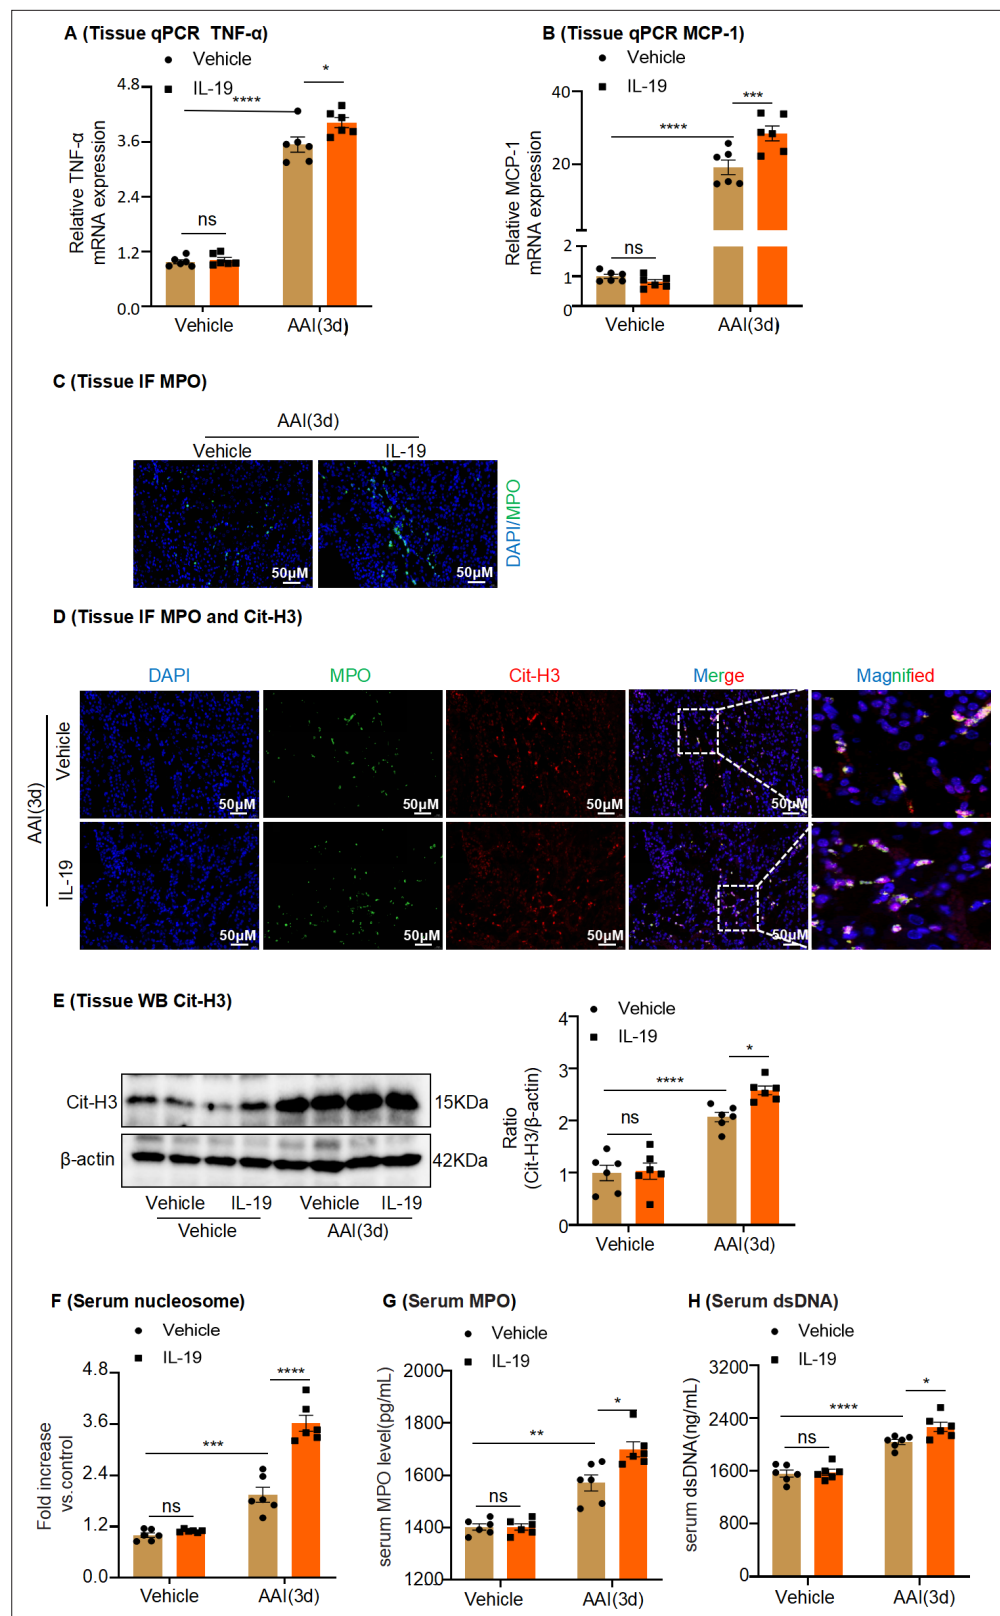 A (Tissue qPCR TNF-α)
Vehicle
IL-19
4.8
3.6
2.4
1.2
0.0
Relative TNF-α
mRNA expression
****
*
ns
Vehicle
AAI(3d)
B (Tissue qPCR MCP-1)
Vehicle
IL-19
40
20
2
1
0
Relative MCP-1
mRNA expression
****
***
ns
Vehicle
AAI(3d)
C (Tissue IF MPO)
AAI(3d)
Vehicle IL-19
50μM 50μM
DAPI/MPO
D (Tissue IF MPO and Cit-H3)
DAPI MPO Cit-H3 Merge Magnified
AAI(3d)
Vehicle
50μM 50μM 50μM 50μM
IL-19
50μM 50μM 50μM 50μM
E (Tissue WB Cit-H3)
Cit-H3 15KDa
β-actin 42KDa
Vehicle IL-19 Vehicle IL-19
Vehicle AAI(3d)
Vehicle
IL-19
4
3
2
1
0
Ratio
(Cit-H3/β-actin)
****
*
ns
Vehicle
AAI(3d)
F (Serum nucleosome)
Vehicle
IL-19
4.8
3.6
2.4
1.2
0.0
Fold increase
vs.control
***
****
ns
Vehicle
AAI(3d)
G (Serum MPO)
Vehicle
IL-19
2000
1800
1600
1400
1200
serum MPO level(pg/mL)
**
*
ns
Vehicle
AAI(3d)
H (Serum dsDNA)
Vehicle
IL-19
3200
2400
1600
800
0
serum dsDNA(ng/mL)
****
*
ns
Vehicle
AAI(3d)